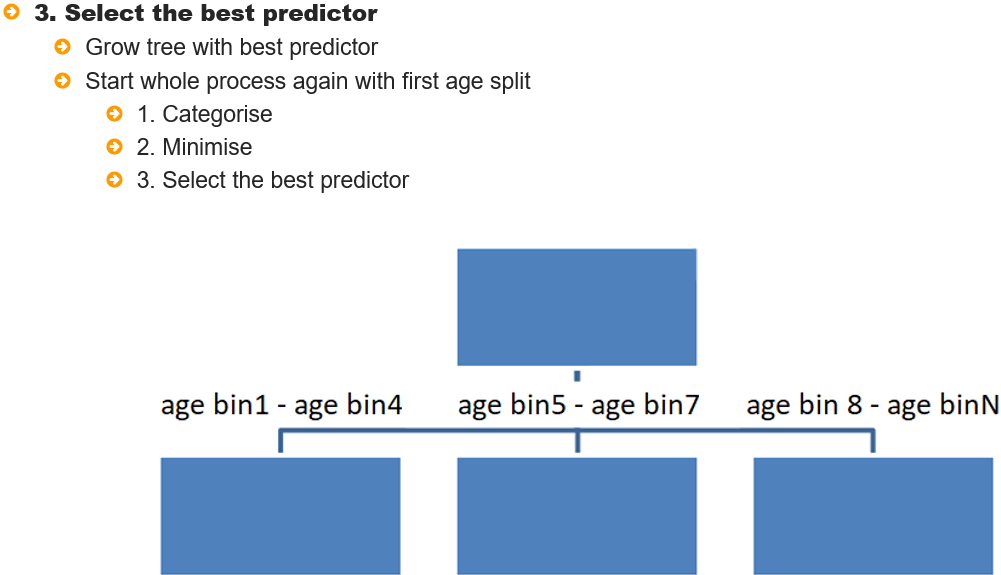 3. Select the best predictor
Grow tree with best predictor
Start whole process again with first age split
1. Categorise
2. Minimise
3. Select the best predictor
age bin1 - age bin4
age bin5 - age bin7
age bin 8 - age binN